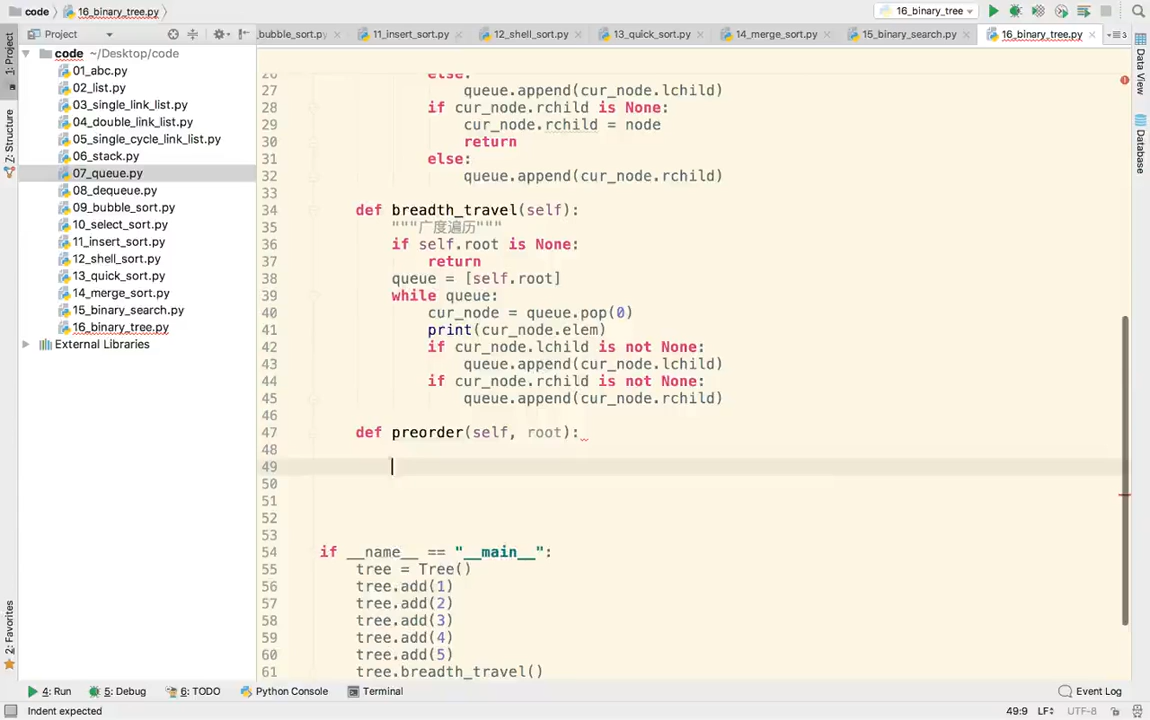 code 16_binary_tree.py 16_binary_tree
Project _bubble_sort.py 11_insert_sort.py 12_shell_sort.py 13_quick_sort.py 14_merge_sort.py 15_binary_search.py 16_binary_tree.py 3
1: Project
Z: Structure
2: Favorites
code ~/Desktop/code
01_abc.py
02_list.py
03_single_link_list.py
04_double_link_list.py
05_single_cycle_link_list.py
06_stack.py
07_queue.py
08_dequeue.py
09_bubble_sort.py
10_select_sort.py
11_insert_sort.py
12_shell_sort.py
13_quick_sort.py
14_merge_sort.py
15_binary_search.py
16_binary_tree.py
External Libraries
26 else:
27 queue.append(cur_node.lchild)
28 if cur_node.rchild is None:
29 cur_node.rchild = node
30 return
31 else:
32 queue.append(cur_node.rchild)
33
34 def breadth_travel(self):
35 """广度遍历"""
36 if self.root is None:
37 return
38 queue = [self.root]
39 while queue:
40 cur_node = queue.pop(0)
41 print(cur_node.elem)
42 if cur_node.lchild is not None:
43 queue.append(cur_node.lchild)
44 if cur_node.rchild is not None:
45 queue.append(cur_node.rchild)
46
47 def preorder(self, root):
48
49
50
51
52
53
54 if __name__ == "__main__":
55 tree = Tree()
56 tree.add(1)
57 tree.add(2)
58 tree.add(3)
59 tree.add(4)
60 tree.add(5)
61 tree.breadth_travel()
Data View
Database
4: Run 5: Debug 6: TODO Python Console Terminal Event Log
Indent expected 49:9 LF UTF-8